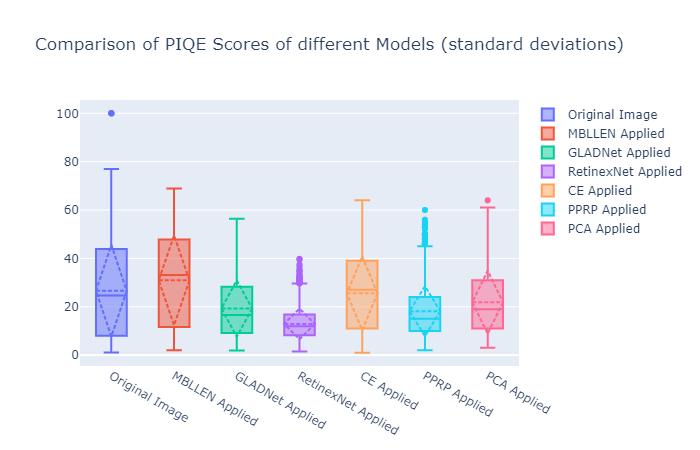 Comparison of PIQE Scores of different Models (standard deviations)
100
80
60
40
20
0
Original Image
MBLLEN Applied
GLADNet Applied
RetinexNet Applied
CE Applied
PPRP Applied
PCA Applied
Original Image
MBLLEN Applied
GLADNet Applied
RetinexNet Applied
CE Applied
PPRP Applied
PCA Applied